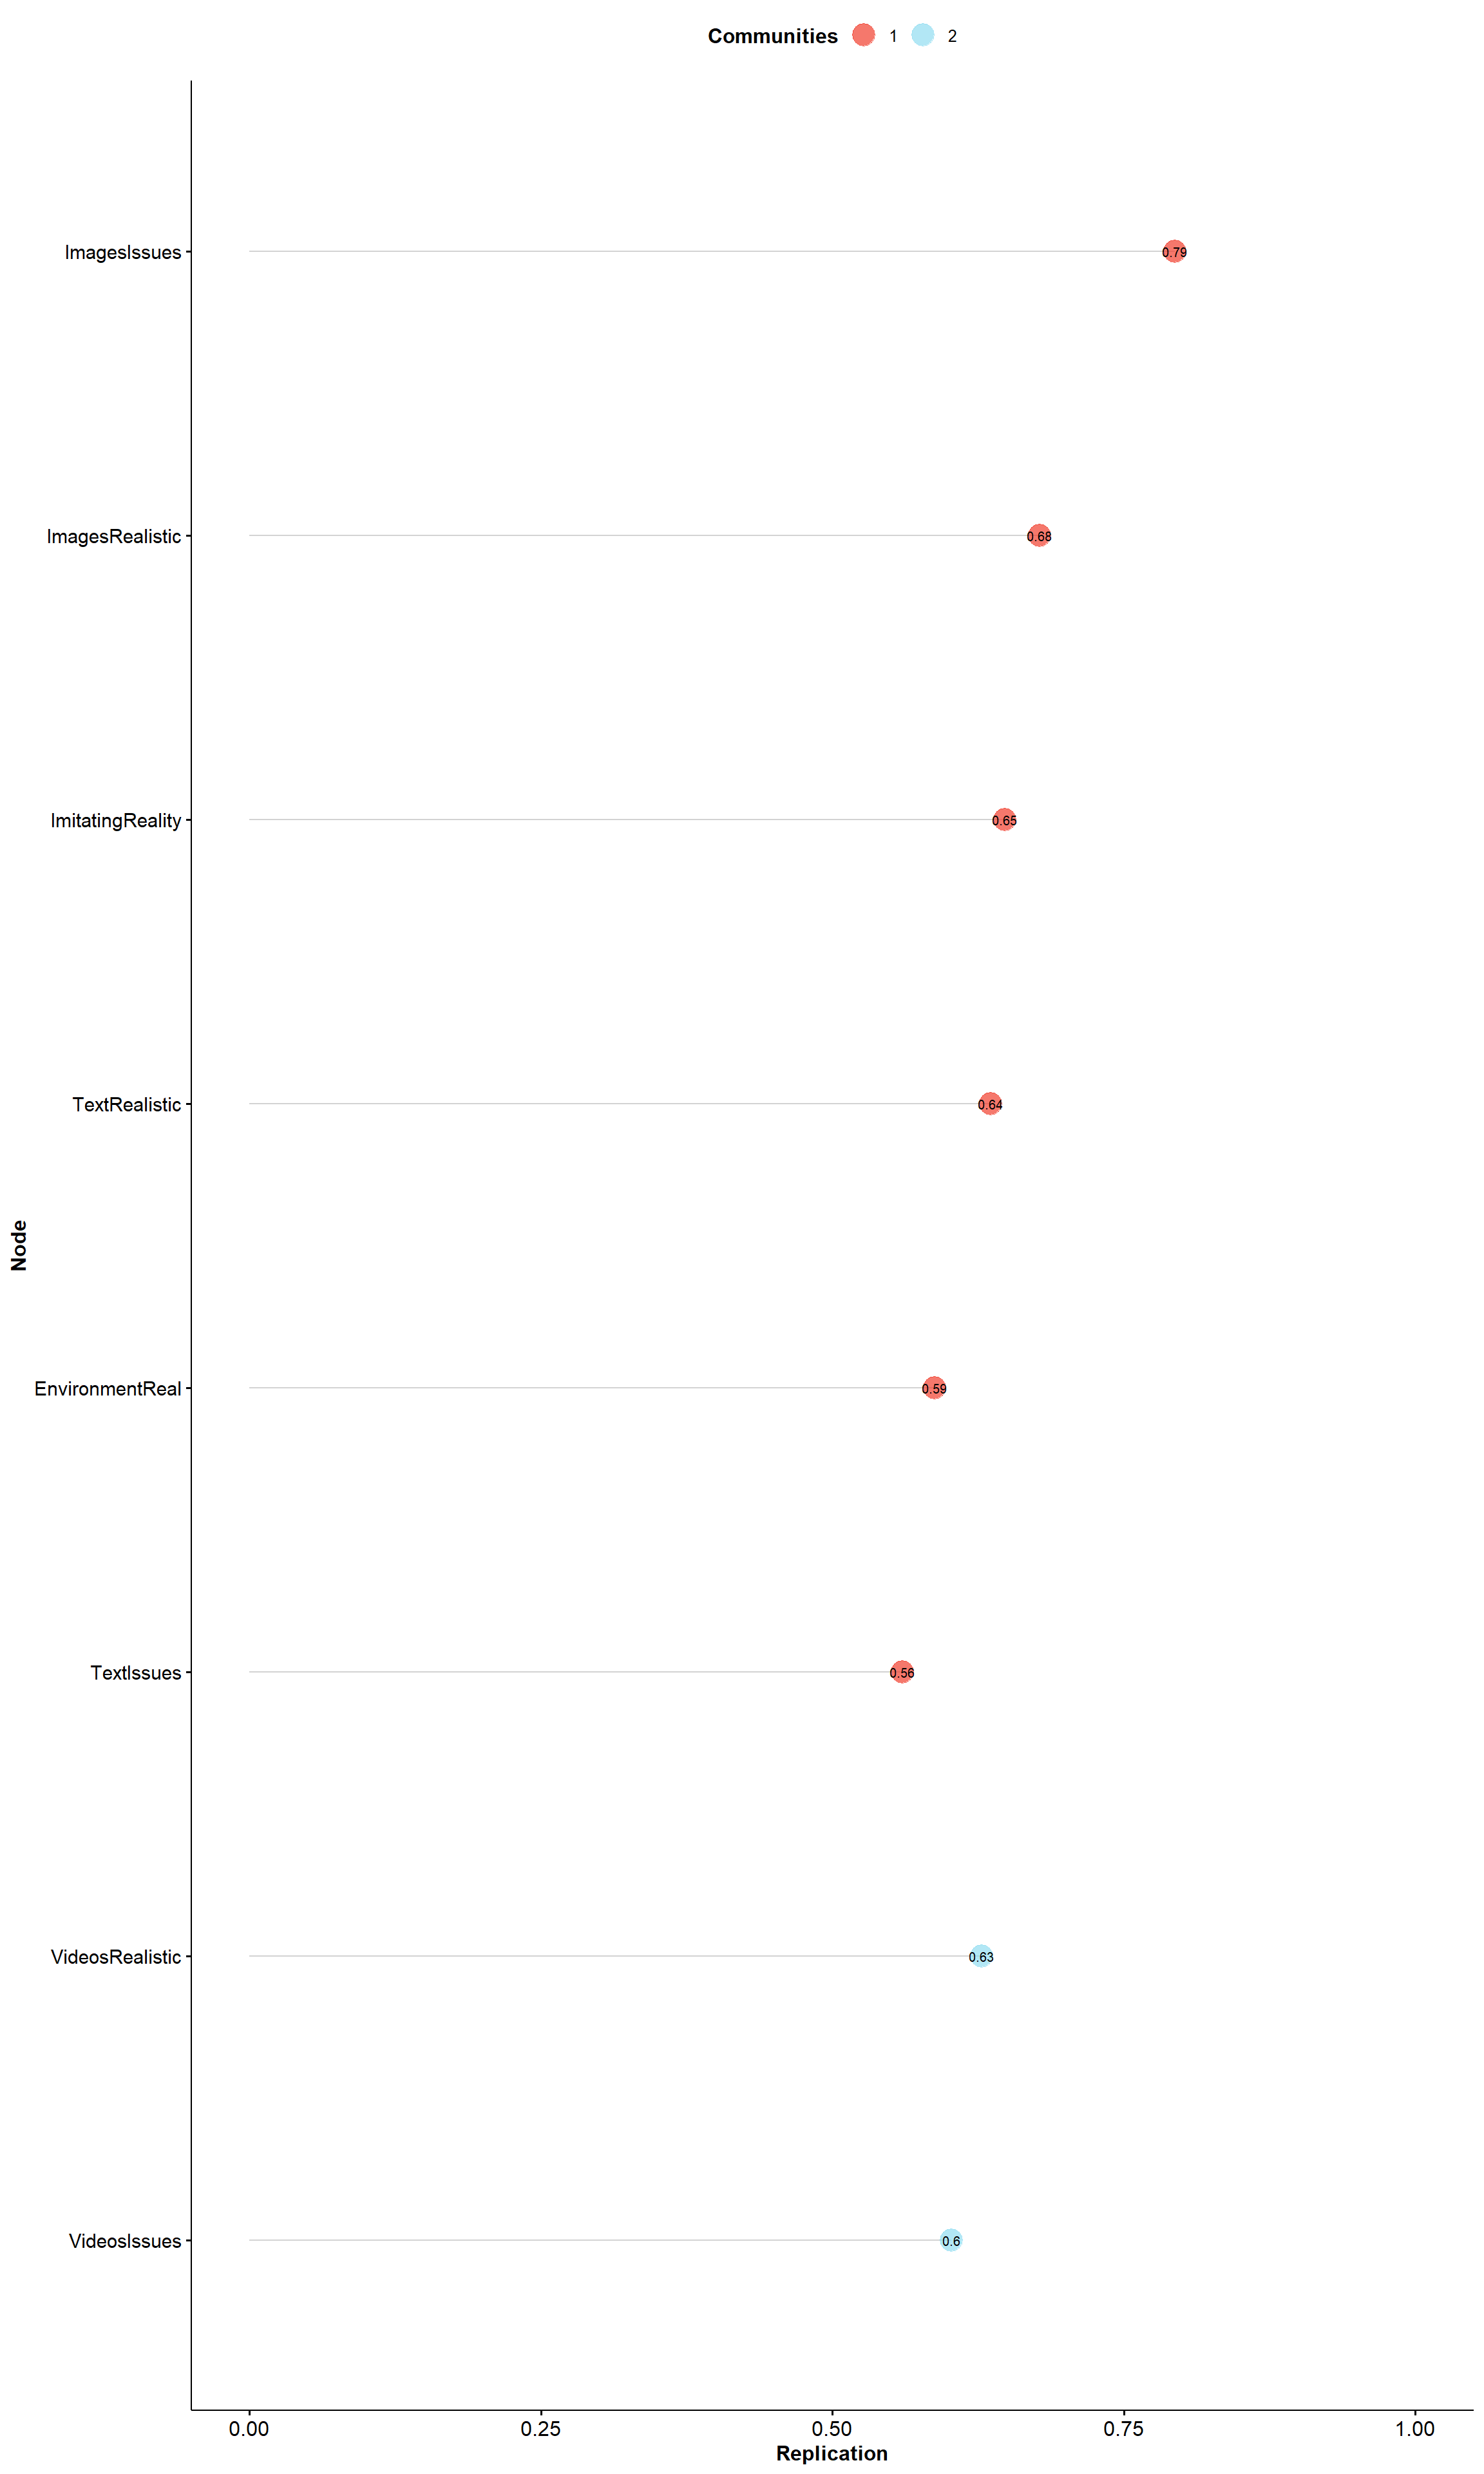 Communities 1 2
ImagesIssues 0.79
ImagesRealistic 0.68
ImitatingReality 0.65
TextRealistic 0.64
Node
EnvironmentReal 0.59
TextIssues 0.56
VideosRealistic 0.63
VideosIssues 0.6
0.00 0.25 0.50 0.75 1.00
Replication